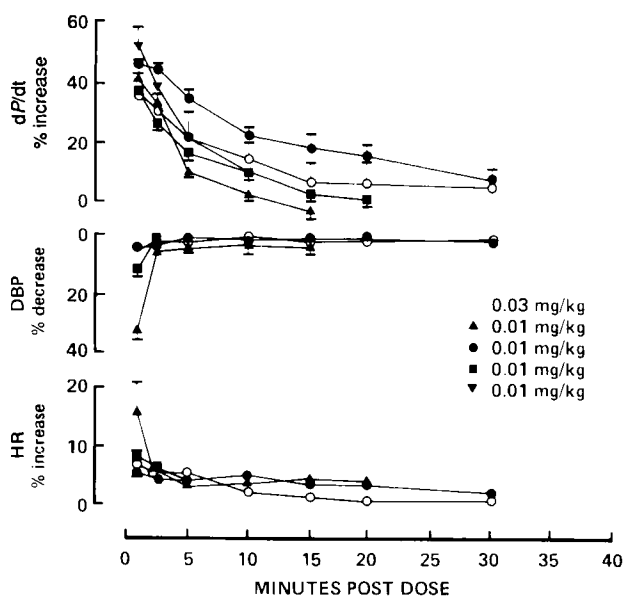 60
40
20
0
dP/dt
% increase
0
20
40
DBP
% decrease
0.03 mg/kg
▲ 0.01 mg/kg
● 0.01 mg/kg
■ 0.01 mg/kg
▼ 0.01 mg/kg
20
10
0
HR
% increase
0 5 10 15 20 25 30 35 40
MINUTES POST DOSE